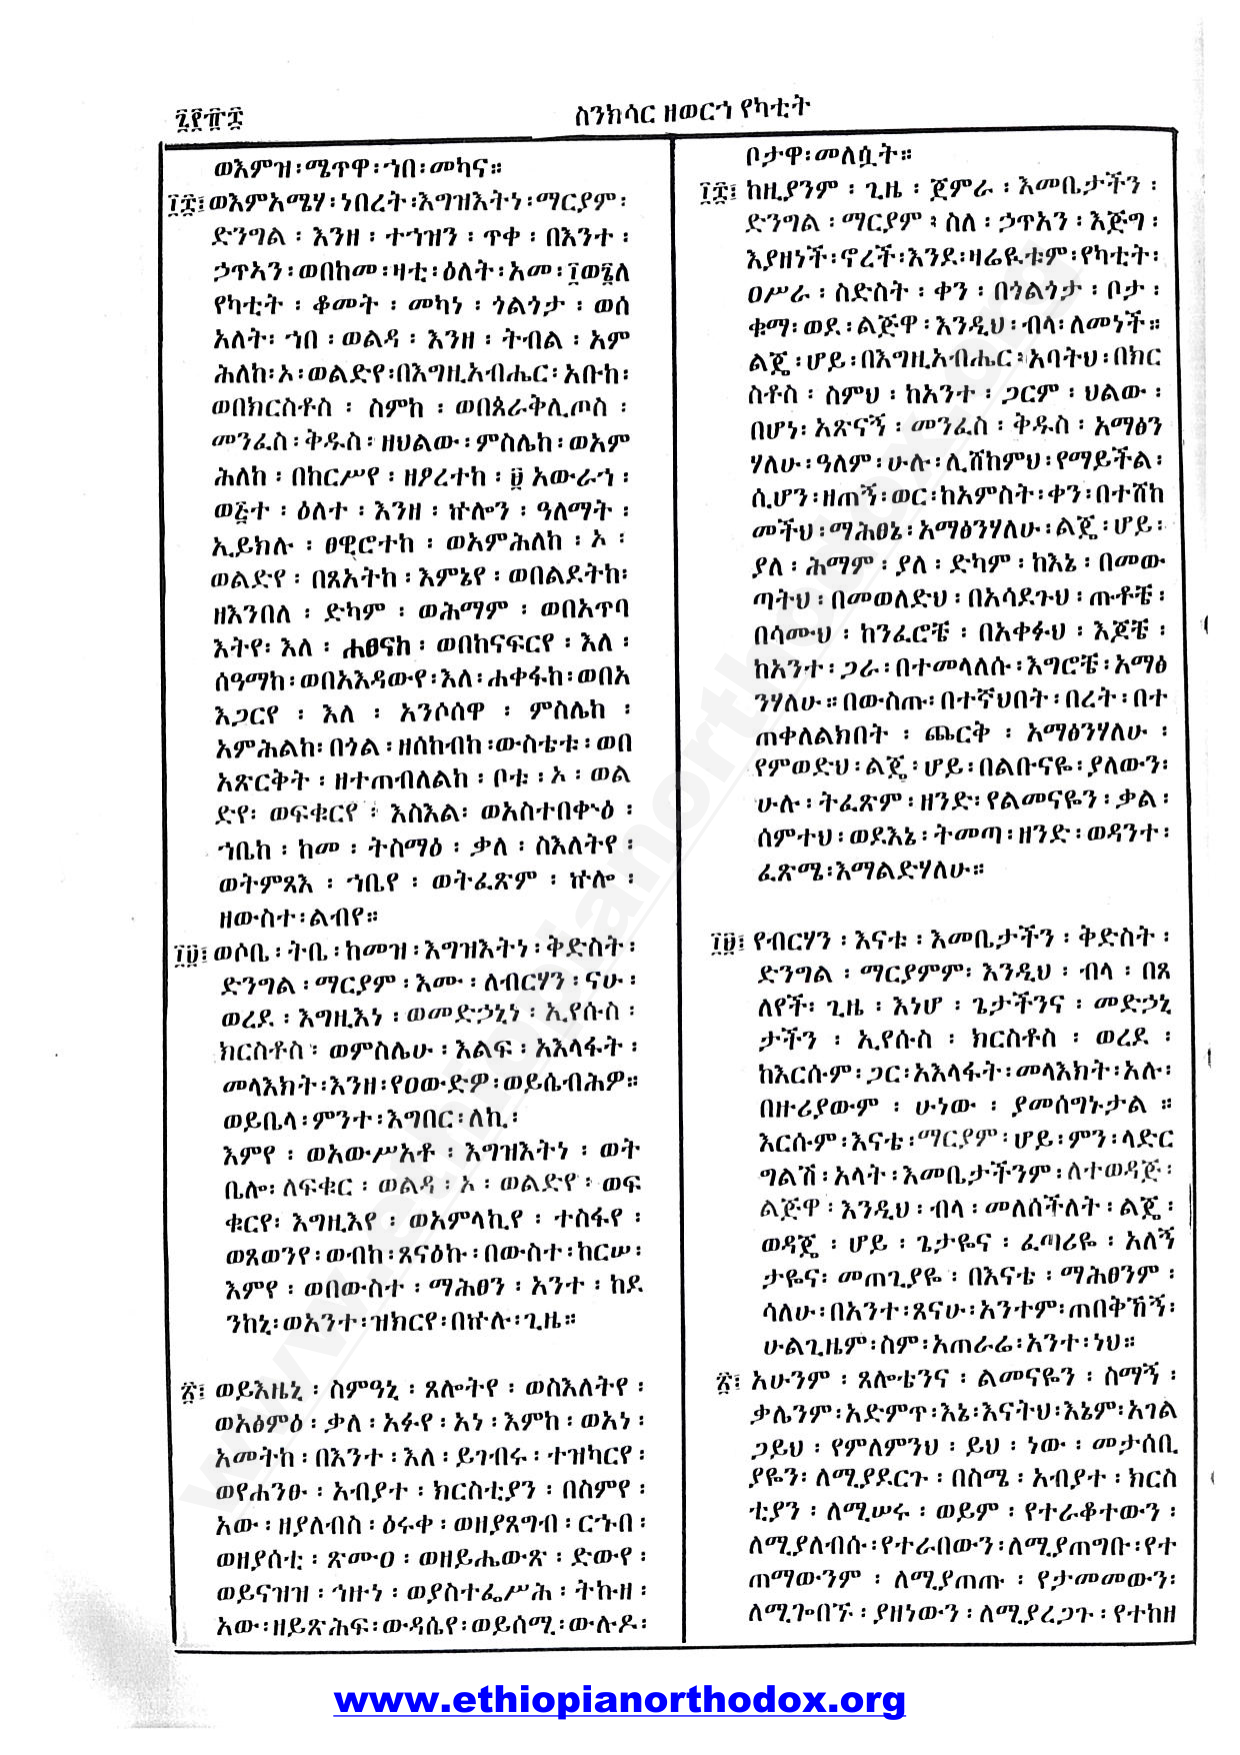 ፯፻፹፰
ስንክሳር ዘወርኀ የካቲት
ወእምዝ፡ሜጥዋ፡ኀበ፡መካና።
፲፰፤ወእምአሜሃ፡ነበረት፡እግዝእትነ፡ማርያም፡
ድንግል ፡ እንዘ ፡ ተኀዝን ፡ ጥቀ ፡ በእንተ ፡
ኃጥኣን፡ወበከመ፡ዛቲ፡ዕለት፡አመ፡፲ወ፮ለ
የካቲት ፡ ቆመት ፡ መካነ ፡ ጎልጎታ ፡ ወሰ
አለት፡ ኀበ ፡ ወልዳ ፡ እንዘ ፡ ትብል ፡ አም
ሕለከ፡ኦ፡ወልድየ፡በእግዚአብሔር፡አቡከ፡
ወበክርስቶስ ፡ ስምከ ፡ ወበጰራቅሊጦስ ፡
መንፈስ፡ቅዱስ፡ ዘህልው፡ምስሌከ፡ወአም
ሕለከ ፡ በከርሥየ ፡ ዘፆረተከ ፡ ፱ አውራኀ ፡
ወ፭ተ ፡ ዕለተ ፡ እንዘ ፡ ኵሎን ፡ ዓለማት ፡
ኢይክሉ ፡ ፀዊሮተከ ፡ ወአምሕለከ ፡ ኦ ፡
ወልድየ ፡ በጸአትከ ፡ እምኔየ ፡ ወበልደትከ፡
ዘእንበለ ፡ ድካም ፡ ወሕማም ፡ ወበአጥባ
እትየ፡ እለ ፡ ሐፀናከ ፡ ወበከናፍርየ ፡ እለ ፡
ሰዓማከ፡ወበአእዳውየ፡እለ፡ሐቀፋከ፡ወበአ
እጋርየ ፡ እለ ፡ አንሶሰዋ ፡ ምስሌከ ፡
አምሕልከ፡ በጎል ፡ ዘሰከብከ ፡ውስቴቱ ፡ ወበ
አጽርቅት ፡ ዘተጠብለልከ ፡ ቦቱ ፡ ኦ ፡ ወል
ድየ፡ ወፍቁርየ ፡ እስእል፡ ወአስተበቍዕ ፡
ኀቤከ ፡ ከመ ፡ ትስማዕ ፡ ቃለ ፡ ስእለትየ ፡
ወትምጻእ ፡ ኀቤየ ፡ ወትፈጽም ፡ ኵሎ ፡
ዘውስተ፡ልብየ።
፲፱፤ወሶቤ ፡ ትቤ ፡ ከመዝ ፡ እግዝእትነ ፡ ቅድስት ፡
ድንግል ፡ ማርያም ፡ እሙ ፡ ለብርሃን ፡ ናሁ ፡
ወረደ ፡ እግዚእነ ፡ ወመድኃኒነ ፡ ኢየሱስ ፡
ክርስቶስ ፡ ወምስሌሁ ፡ እልፍ ፡ አእላፋት ፡
መላእክት፡እንዘ፡የዐውድዎ፡ወይሴብሕዎ።
ወይቤላ፡ምንተ፡እግበር፡ለኪ፡
እምየ ፡ ወአውሥአቶ ፡ እግዝእትነ ፡ ወት
ቤሎ፡ ለፍቁር ፡ ወልዳ ፡ ኦ ፡ ወልድየ ፡ ወፍ
ቁርየ፡ እግዚእየ ፡ ወአምላኪየ ፡ ተስፋየ ፡
ወጸወንየ፡ወብከ፡ጸናዕኩ፡በውስተ፡ከርሠ፡
እምየ ፡ ወበውስተ ፡ ማሕፀን ፡ አንተ ፡ ከደ
ንከኒ፡ወአንተ፡ዝክርየ፡በኵሉ፡ጊዜ።
፳፤ ወይእዜኒ ፡ ስምዓኒ ፡ ጸሎትየ ፡ ወስእለትየ ፡
ወአፅምዕ ፡ ቃለ ፡ አፉየ ፡ አነ ፡ እምከ ፡ ወአነ ፡
አመትከ ፡ በእንተ ፡ እለ ፡ ይገብሩ ፡ ተዝካርየ ፡
ወየሐንፁ ፡ አብያተ ፡ ክርስቲያን ፡ በስምየ ፡
አው ፡ ዘያለብስ ፡ ዕሩቀ ፡ ወዘያጸግብ ፡ ርኁበ ፡
ወዘያሰቲ ፡ ጽሙዐ ፡ ወዘይሔውጽ ፡ ድውየ ፡
ወይናዝዝ ፡ ኅዙነ ፡ ወያስተፌሥሕ ፡ ትኩዘ ፡
አው፡ዘይጽሕፍ፡ውዳሴየ፡ወይሰሚ፡ውሉዶ፡
ቦታዋ፡መለሷት።
፲፰፤ ከዚያንም ፡ ጊዜ ፡ ጀምራ ፡ እመቤታችን ፡
ድንግል ፡ ማርያም ፡ ስለ ፡ ኃጥአን ፡ እጅግ ፡
እያዘነች፡ኖረች፡እንደ፡ዛሬዪቱም፡የካቲት፡
ዐሥራ ፡ ስድስት ፡ ቀን ፡ በጎልጎታ ፡ ቦታ ፡
ቁማ፡ ወደ፡ልጅዋ፡እንዲህ፡ብላ፡ለመነች።
ልጄ፡ሆይ፡በእግዚአብሔር፡አባትህ፡በክር
ስቶስ ፡ ስምህ ፡ ከአንተ ፡ ጋርም ፡ ህልው ፡
በሆነ፡ አጽናኝ ፡ መንፈስ ፡ ቅዱስ ፡ አማፅን
ሃለሁ፡ዓለም፡ሁሉ፡ሊሸከምህ፡የማይችል፡
ሲሆን፡ዘጠኝ፡ወር፡ከአምስት፡ቀን፡በተሸከ
መችህ፡ማሕፀኔ፡አማፅንሃለሁ፡ልጄ፡ሆይ፡
ያለ ፡ ሕማም ፡ ያለ ፡ ድካም ፡ ከእኔ ፡ በመው
ጣትህ፡በመወለድህ፡በአሳደጉህ፡ጡቶቼ፡
በሳሙህ ፡ ከንፈሮቼ ፡ በአቀፉህ ፡ እጆቼ ፡
ከአንተ፡ጋራ፡በተመላለሱ፡እግሮቼ፡አማፅ
ንሃለሁ።በውስጡ፡በተኛህበት፡በረት፡በተ
ጠቀለልክበት ፡ ጨርቅ ፡ አማፅንሃለሁ ፡
የምወድህ፡ልጄ፡ሆይ፡በልቡናዬ፡ያለውን፡
ሁሉ፡ትፈጽም፡ዘንድ፡የልመናዬን፡ቃል፡
ሰምተህ፡ወደእኔ፡ትመጣ፡ዘንድ፡ወዳንተ፡
ፈጽሜ፡እማልድሃለሁ።
፲፱፤ የብርሃን ፡ እናቱ ፡ እመቤታችን ፡ ቅድስት ፡
ድንግል ፡ ማርያምም፡ እንዲህ ፡ ብላ ፡ በጸ
ለየች፡ ጊዜ ፡ እነሆ ፡ ጌታችንና ፡ መድኃኒ
ታችን ፡ ኢየሱስ ፡ ክርስቶስ ፡ ወረደ ፡
ከእርሱም፡ጋር፡አእላፋት፡መላእክት፡አሉ፡
በዙሪያውም ፡ ሁነው ፡ ያመሰግኑታል ።
እርሱም፡እናቴ፡ማርያም፡ሆይ፡ምን፡ላድር
ግልሽ፡አላት፡እመቤታችንም፡ለተወዳጅ፡
ልጅዋ ፡ እንዲህ ፡ ብላ ፡ መለሰችለት ፡ ልጄ ፡
ወዳጄ ፡ ሆይ ፡ ጌታዬና ፡ ፈጣሪዬ ፡ አለኝ
ታዬና፡ መጠጊያዬ ፡ በእናቴ ፡ ማሕፀንም ፡
ሳለሁ፡በአንተ፡ጸናሁ፡አንተም፡ጠበቅኸኝ፡
ሁልጊዜም፡ስም፡አጠራሬ፡አንተ፡ነህ።
፳፤ አሁንም ፡ ጸሎቴንና ፡ ልመናዬን ፡ ስማኝ ፡
ቃሌንም፡አድምጥ፡እኔ፡እናትህ፡እኔም፡አገል
ጋይህ ፡ የምለምንህ ፡ ይህ ፡ ነው ፡ መታሰቢ
ያዬን፡ ለሚያደርጉ ፡ በስሜ ፡ አብያተ ፡ ክርስ
ቲያን ፡ ለሚሠሩ ፡ ወይም ፡ የተራቆተውን ፡
ለሚያለብሱ፡የተራበውን፡ለሚያጠግቡ፡የተ
ጠማውንም ፡ ለሚያጠጡ ፡ የታመመውን፡
ለሚጐበኙ ፡ ያዘነውን ፡ ለሚያረጋጉ ፡ የተከዘ
www.ethiopianorthodox.org
www.ethiopianorthodox.org